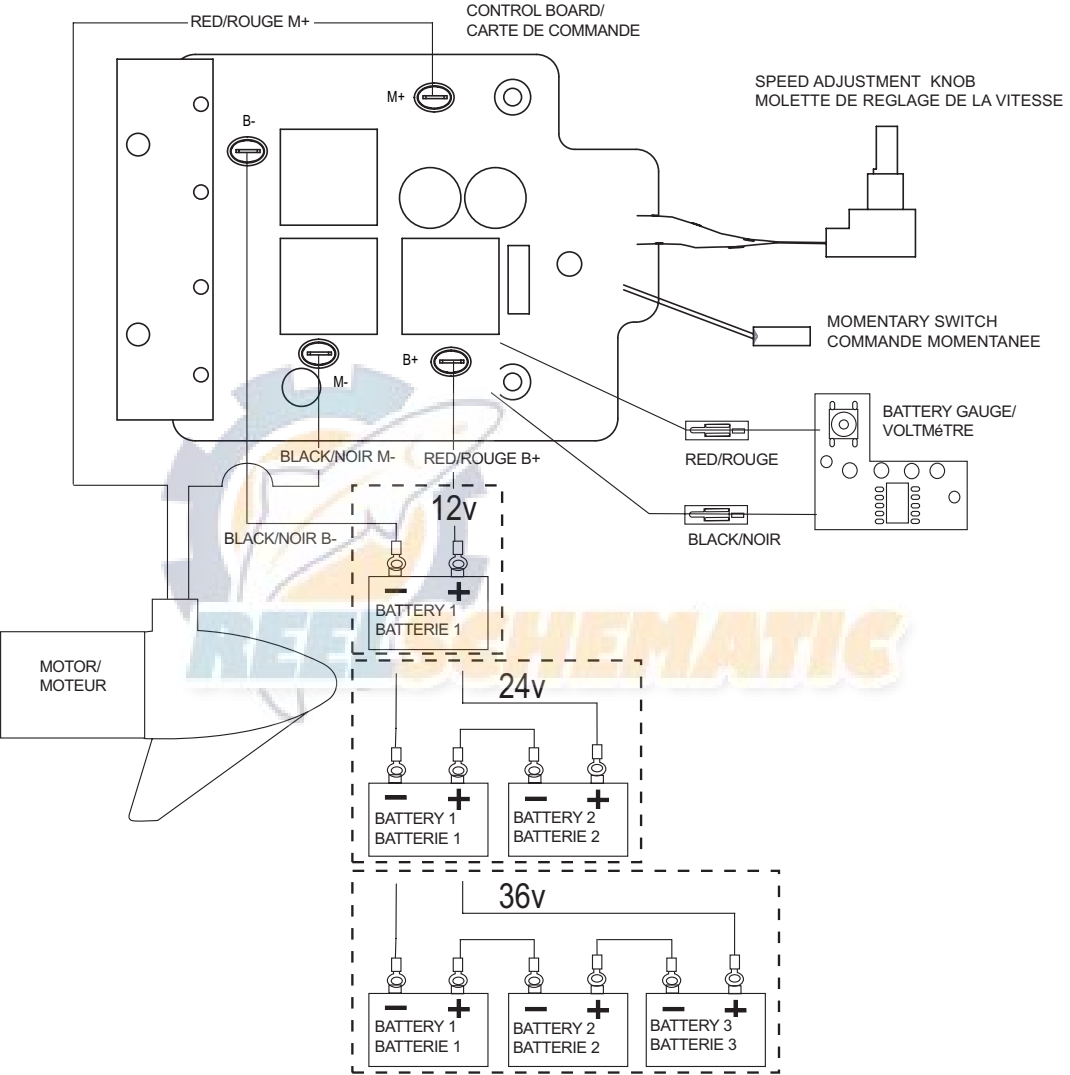 RED/ROUGE M+
CONTROL BOARD/
CARTE DE COMMANDE
SPEED ADJUSTMENT KNOB
MOLETTE DE REGLAGE DE LA VITESSE
M+
B-
MOMENTARY SWITCH
COMMANDE MOMENTANEE
B+
M-
BATTERY GAUGE/
VOLTMéTRE
BLACK/NOIR M-
RED/ROUGE B+
RED/ROUGE
12v
BLACK/NOIR B-
BLACK/NOIR
BATTERY 1
BATTERIE 1
REELSCHEMATIC
MOTOR/
MOTEUR
24v
BATTERY 1
BATTERIE 1
BATTERY 2
BATTERIE 2
36v
BATTERY 1
BATTERIE 1
BATTERY 2
BATTERIE 2
BATTERY 3
BATTERIE 3